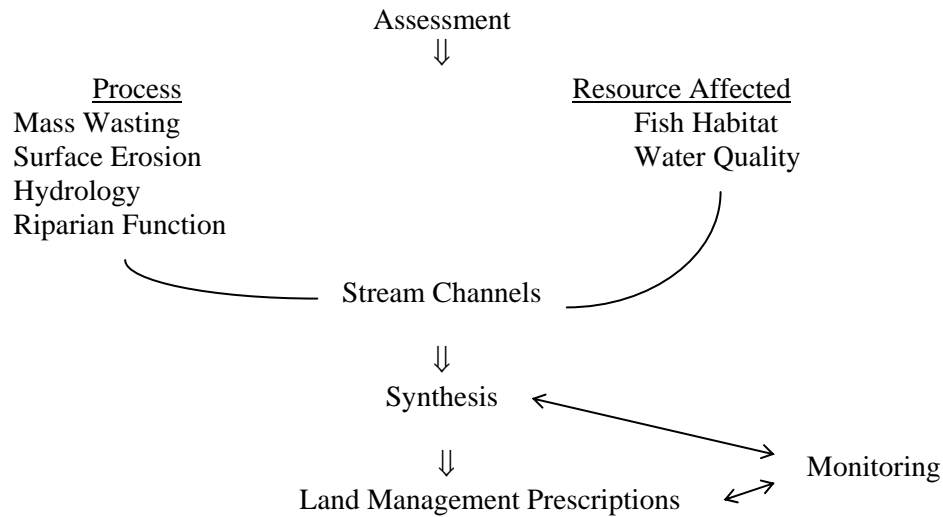 Assessment
⇓
Process
Mass Wasting
Surface Erosion
Hydrology
Riparian Function
Resource Affected
Fish Habitat
Water Quality
Stream Channels
⇓
Synthesis
⇓
Monitoring
Land Management Prescriptions